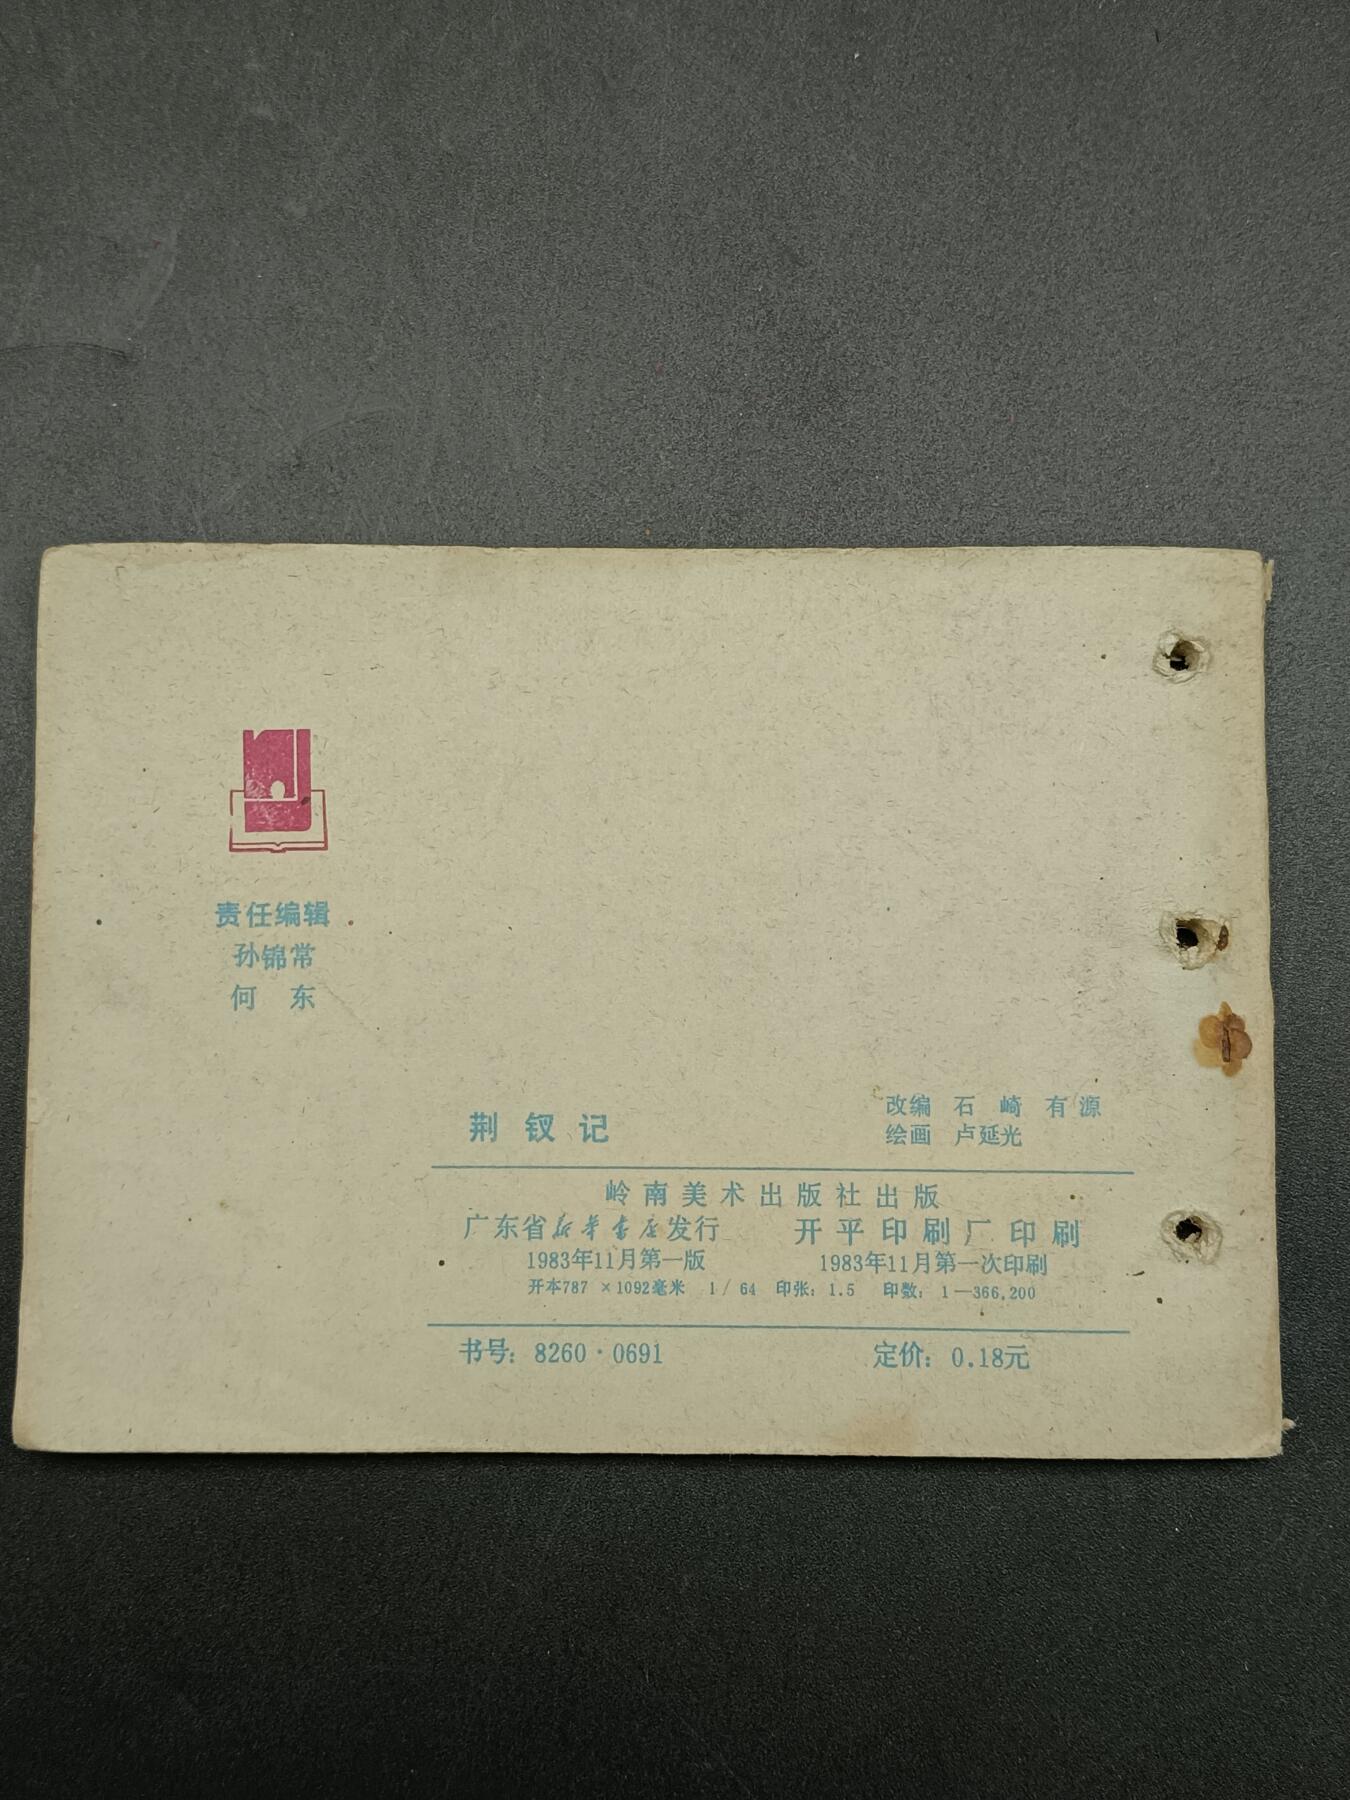 责任编辑
孙锦常
何 东
荆钗记
改编 石崎 有源
绘画 卢延光
岭南美术出版社出版
广东省新华书店发行 开平印刷厂印刷
1983年11月第一版 1983年11月第一次印刷
开本787×1092毫米 1/64 印张：1.5 印数：1—366,200
书号：8260·0691 定价：0.18元